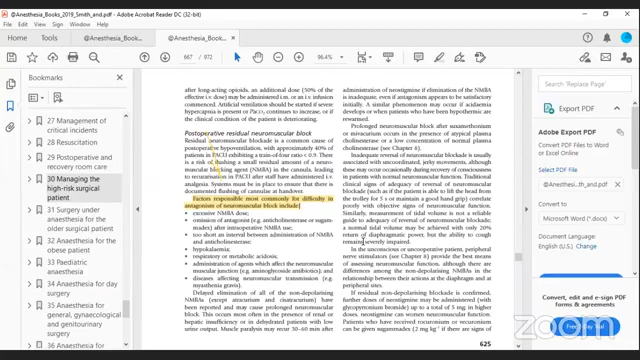 @Anesthesia_Books_2019_Smith_and.pdf - Adobe Acrobat Reader DC (32-bit)
Home
Tools
@Anesthesia_Books_...
Sign In
667 / 972
96.4%
Bookmarks
27 Management of
critical incidents
28 Resuscitation
29 Postoperative and
recovery room care
30 Managing the
high-risk surgical
patient
31 Surgery under
anaesthesia for the
older surgical patient
32 Anaesthesia for the
obese patient
33 Paediatric
anaesthesia
34 Anaesthesia for day
surgery
35 Anaesthesia for
general, gynaecological
and genitourinary
surgery
after long-acting opioids, an additional dose (50% of the
effective i.v. dose) may be administered i.m. or an i.v. infusion
commenced. Artificial ventilation should be started if severe
hypercapnia is present or PaCO₂ continues to increase, or if
the clinical condition of the patient is deteriorating.
Postoperative residual neuromuscular block
Residual neuromuscular blockade is a common cause of
postoperative hypoventilation, with approximately 40% of
patients in PACU exhibiting a train-of-four ratio < 0.9. There
is a risk of flushing a small residual amount of a neuro-
muscular blocking agent (NMBA) in the cannula, leading
to recurarisation in PACU after staff have administered i.v.
analgesia. Systems must be in place to ensure that there is
documented flushing of cannulae at handover.
Factors responsible most commonly for difficulty in
antagonism of neuromuscular block include:
• excessive NMBA dose;
• omission of antagonist (e.g. anticholinesterase or sugam-
madex) after intraoperative NMBA use;
• too short an interval between administration of NMBA
and anticholinesterase;
• hypokalaemia;
• respiratory or metabolic acidosis;
• administration of agents which affect the neuromuscular
muscular junction (e.g. aminoglycoside antibiotics); and
• diseases affecting neuromuscular transmission (e.g.
myasthenia gravis).
Delayed elimination of all of the non-depolarising
NMBAs (except atracurium and cisatracurium) have been
reported and may cause prolonged neuromuscular block.
This occurs most often in the presence of renal or
hepatic insufficiency or in dehydrated patients with low
urine output. Muscle paralysis may recur 30–60 min after
administration of neostigmine if elimination of the NMBA
is inadequate, even if antagonism appears to be satisfactory
initially. A similar phenomenon may occur if acidaemia
develops or when patients who have been hypothermic are
rewarmed.
Prolonged neuromuscular block after suxamethonium
or mivacurium occurs in the presence of atypical plasma
cholinesterase or a low concentration of normal plasma
cholinesterase (see Chapter 8).
Inadequate reversal of neuromuscular blockade is usually
associated with uncoordinated, jerky movements, although
these may occur occasionally during recovery of consciousness
in patients with normal neuromuscular function. Traditional
clinical signs of adequacy of reversal of neuromuscular
blockade (such as if the patient is able to lift the head from
the trolley for 5 s or maintain a good hand grip) correlate
poorly with objective signs of neuromuscular function.
Similarly, measurement of tidal volume is not a reliable
guide to adequacy of reversal of neuromuscular blockade;
a normal tidal volume may be achieved with only 20%
return of diaphragmatic power, but the ability to cough
remains severely impaired.
In the unconscious or uncooperative patient, peripheral
nerve stimulators (see Chapter 8) provide the best means
of assessing neuromuscular function, although there are
differences among the non-depolarising NMBAs in the
relationship between their actions at the diaphragm and at
peripheral sites.
If residual non-depolarising blockade is confirmed,
further doses of neostigmine may be administered (with
glycopyrronium bromide) up to a total of 5 mg in higher
doses, neostigmine can worsen neuromuscular function.
Patients who have received rocuronium or vecuronium
can be given sugammadex (2 mg kg⁻¹ if there are signs of
625
Search 'Replace Page'
Export PDF
Adobe Export PDF
Convert PDF Files to Word
or Excel Online
Select PDF File
@Anesthesi...th_and.pdf
Convert to
Microsoft Word (*.docx)
Document Language:
English (U.S.)
Convert, edit and e-sign PDF
forms & agreements
Free 7-Day Trial
zoom